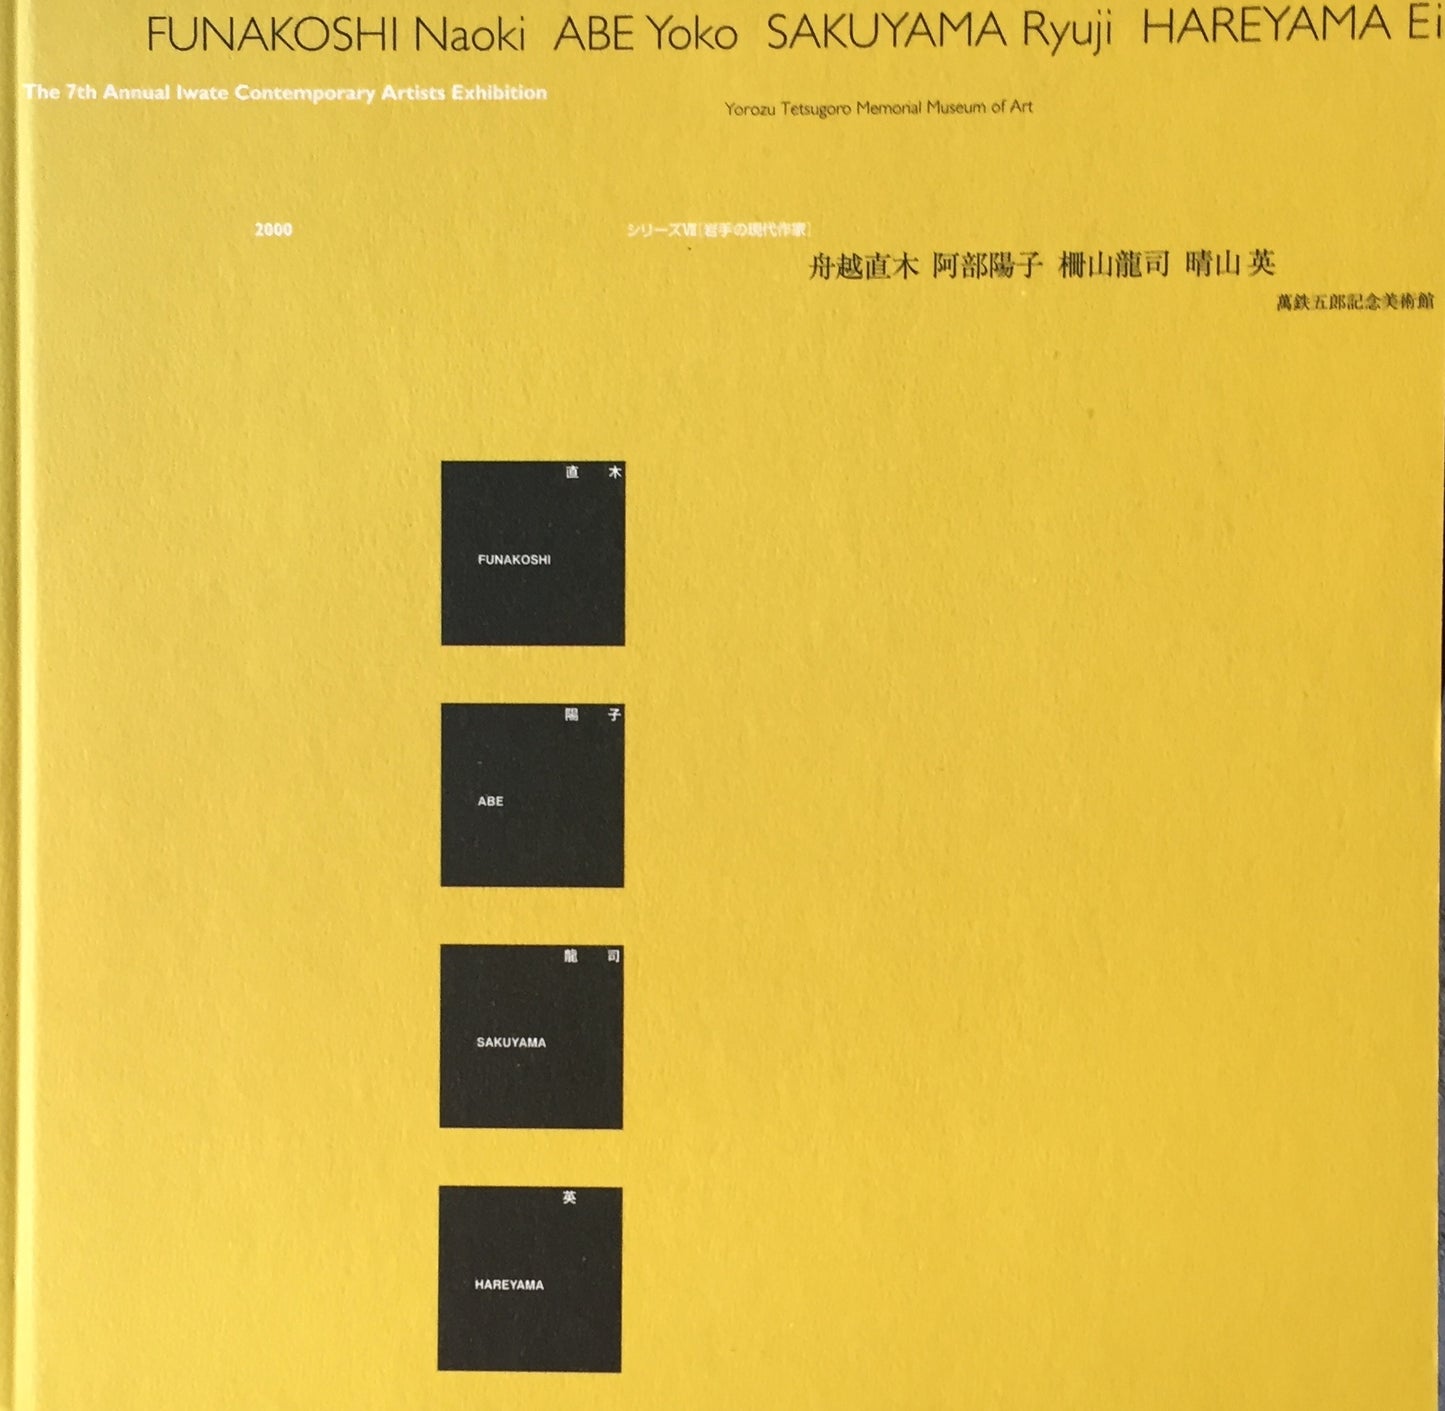 FUNAKOSHI Naoki ABE Yoko SAKUYAMA Ryuji HAREYAMA Ei
The 7th Annual Iwate Contemporary Artists Exhibition
Yorozu Tetsugoro Memorial Museum of Art
2000 シリーズⅦ[岩手の現代作家]
舟越直木 阿部陽子 柵山龍司 晴山 英
萬鉄五郎記念美術館
直 木
FUNAKOSHI
陽 子
ABE
龍 司
SAKUYAMA
英
HAREYAMA